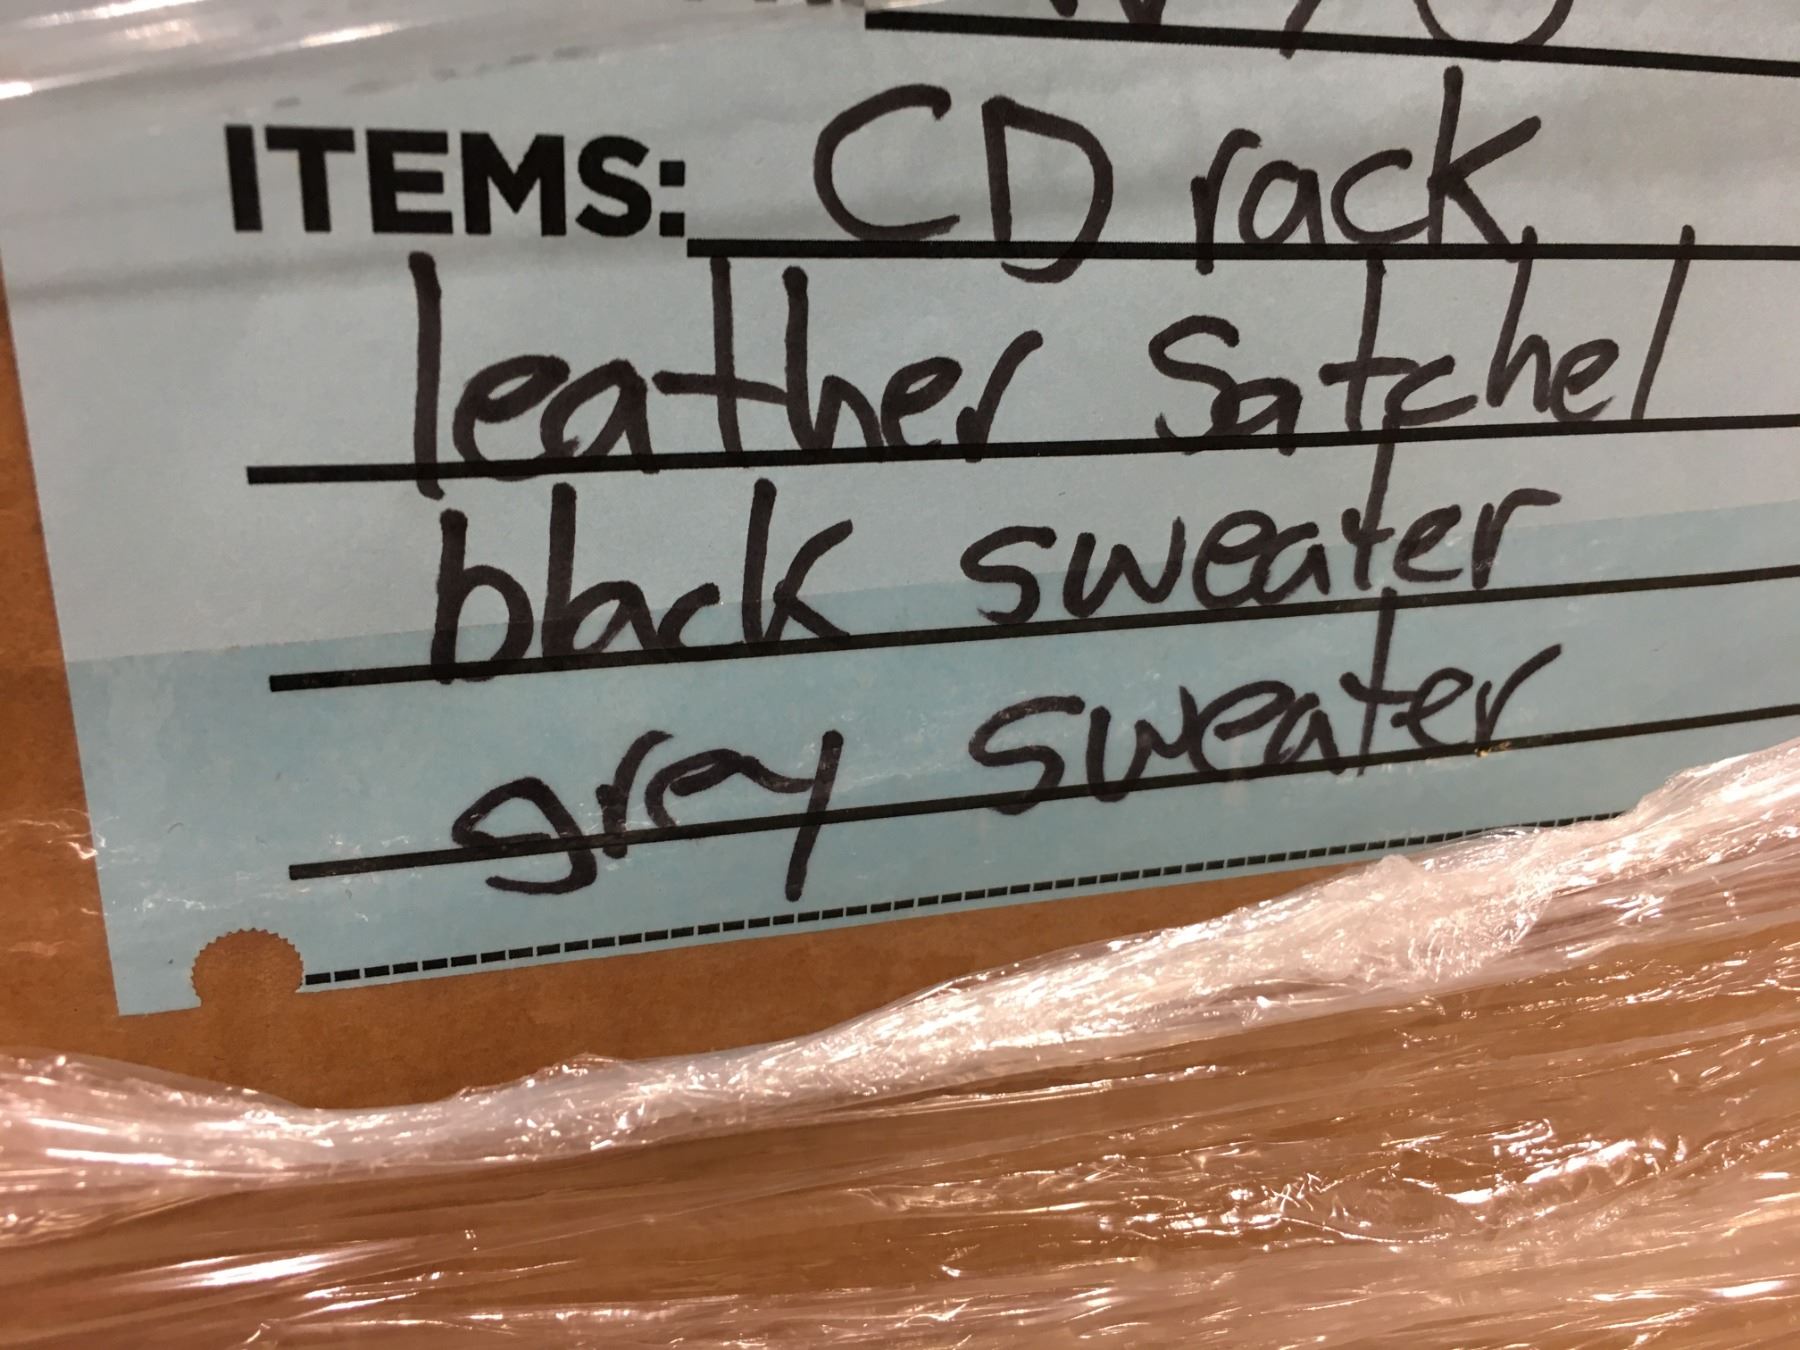 ITEMS: CD rack,
leather satchel
black sweater
grey sweater